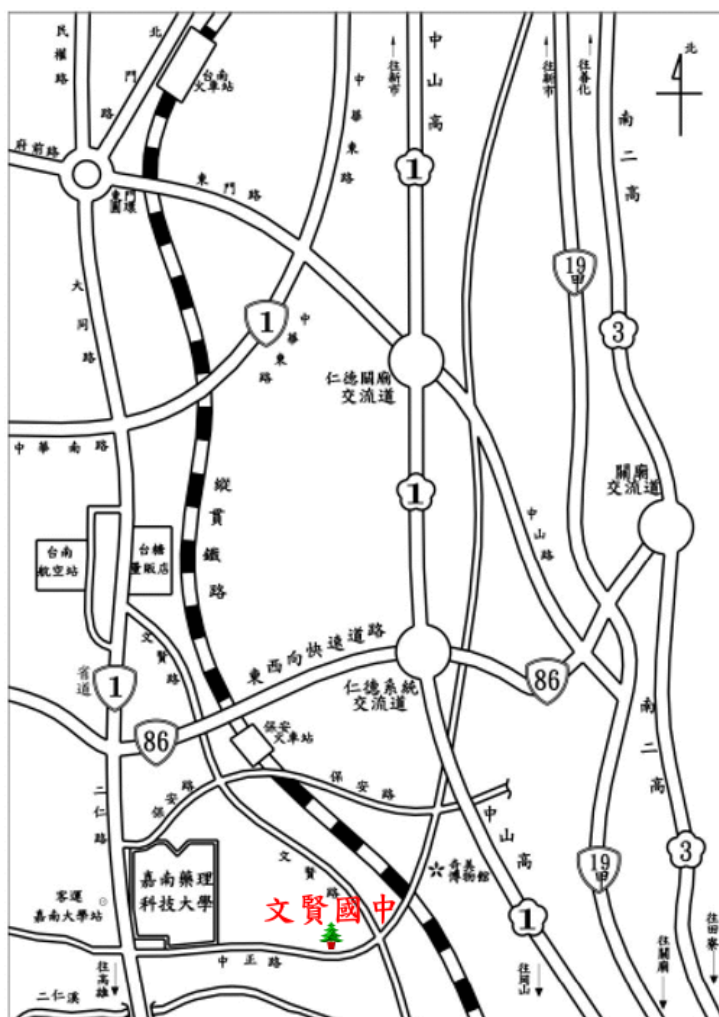 民權路
北門路
台南
火車站
中華東路
往新市
中山高
往新市
往善化
南二高
北
府前路
東門
圓環
東門路
1
19
甲
大同路
1
中華東路
3
仁德關廟
交流道
中華南路
縱貫鐵路
1
關廟
交流道
中山路
台南
航空站
台糖
量販店
文賢路
東西向快速道路
省道
1
86
仁德系統
交流道
86
保安
火車站
南二高
二仁路
保安路
保安路
中山高
嘉南藥理
科技大學
文賢路
奇美
博物館
19
甲
3
客運
嘉南大學站
文賢國中
1
中正路
往高雄
往岡山
往關廟
往田寮
二仁溪